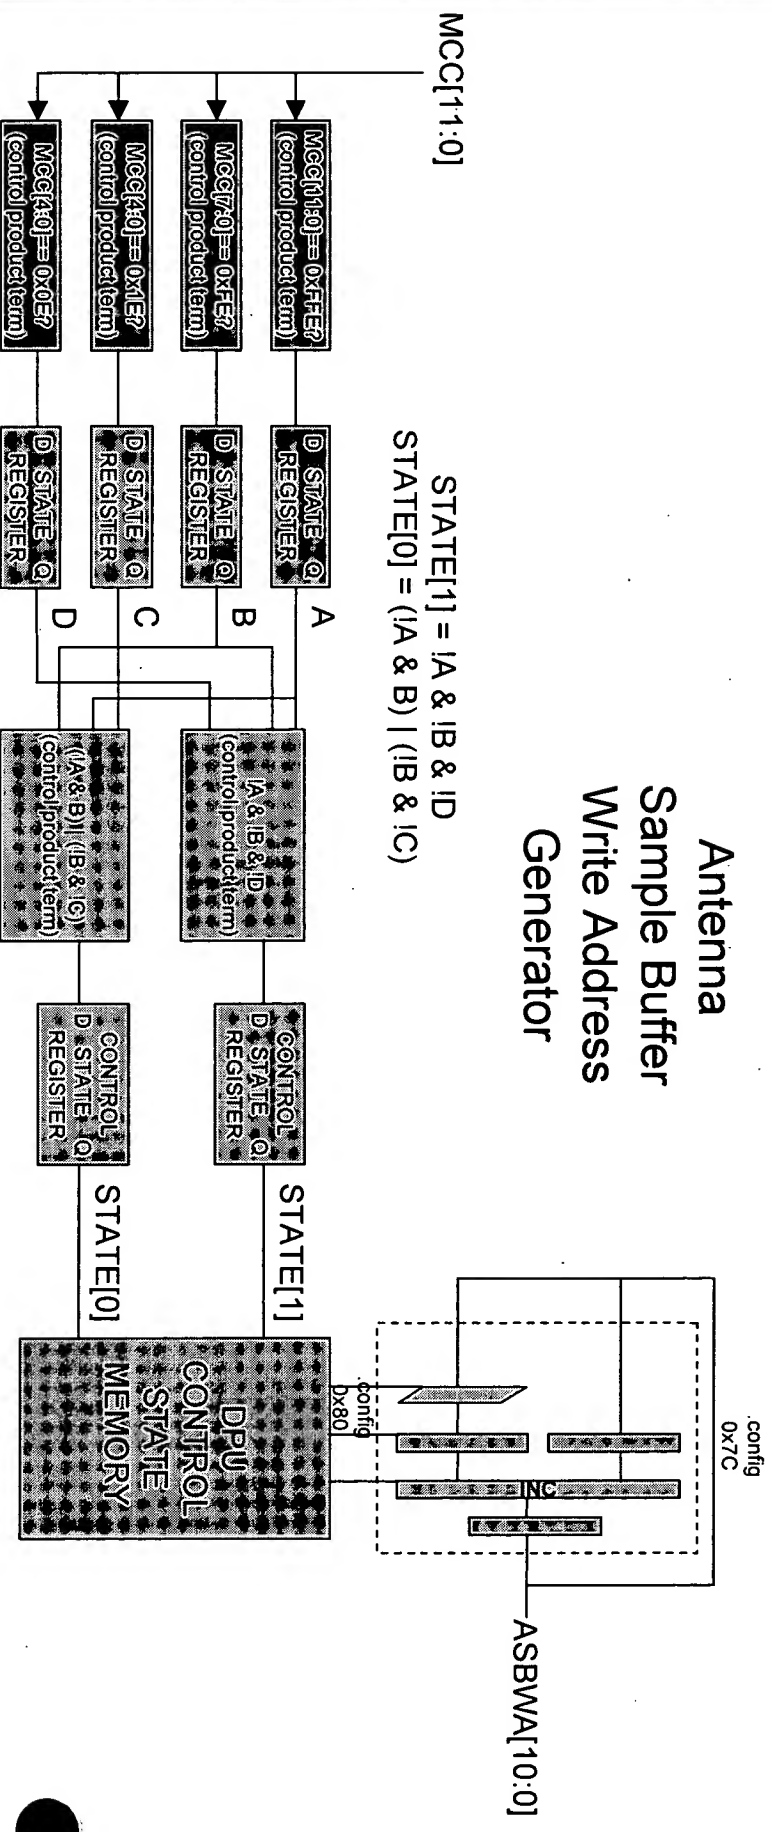 Antenna
Sample Buffer
Write Address
Generator
.config
0x7C
MCC[11:0]
STATE[1] = !A & !B & !D
STATE[0] = (!A & B) | (!B & !C)
INC
ASBWA[10:0]
.config
0x80
MCC[11:0]== 0xFFE?
(control product term)
D STATE Q
REGISTER
A
MCC[7:0]== 0xFE?
(control product term)
D STATE Q
REGISTER
B
!A & !B & !D
(control product term)
CONTROL
D STATE Q
REGISTER
STATE[1]
MCC[4:0]== 0x1E?
(control product term)
D STATE Q
REGISTER
C
MCC[4:0]== 0x0E?
(control product term)
D STATE Q
REGISTER
D
(!A & B) | (!B & !C)
(control product term)
CONTROL
D STATE Q
REGISTER
STATE[0]
DPU
CONTROL
STATE
MEMORY